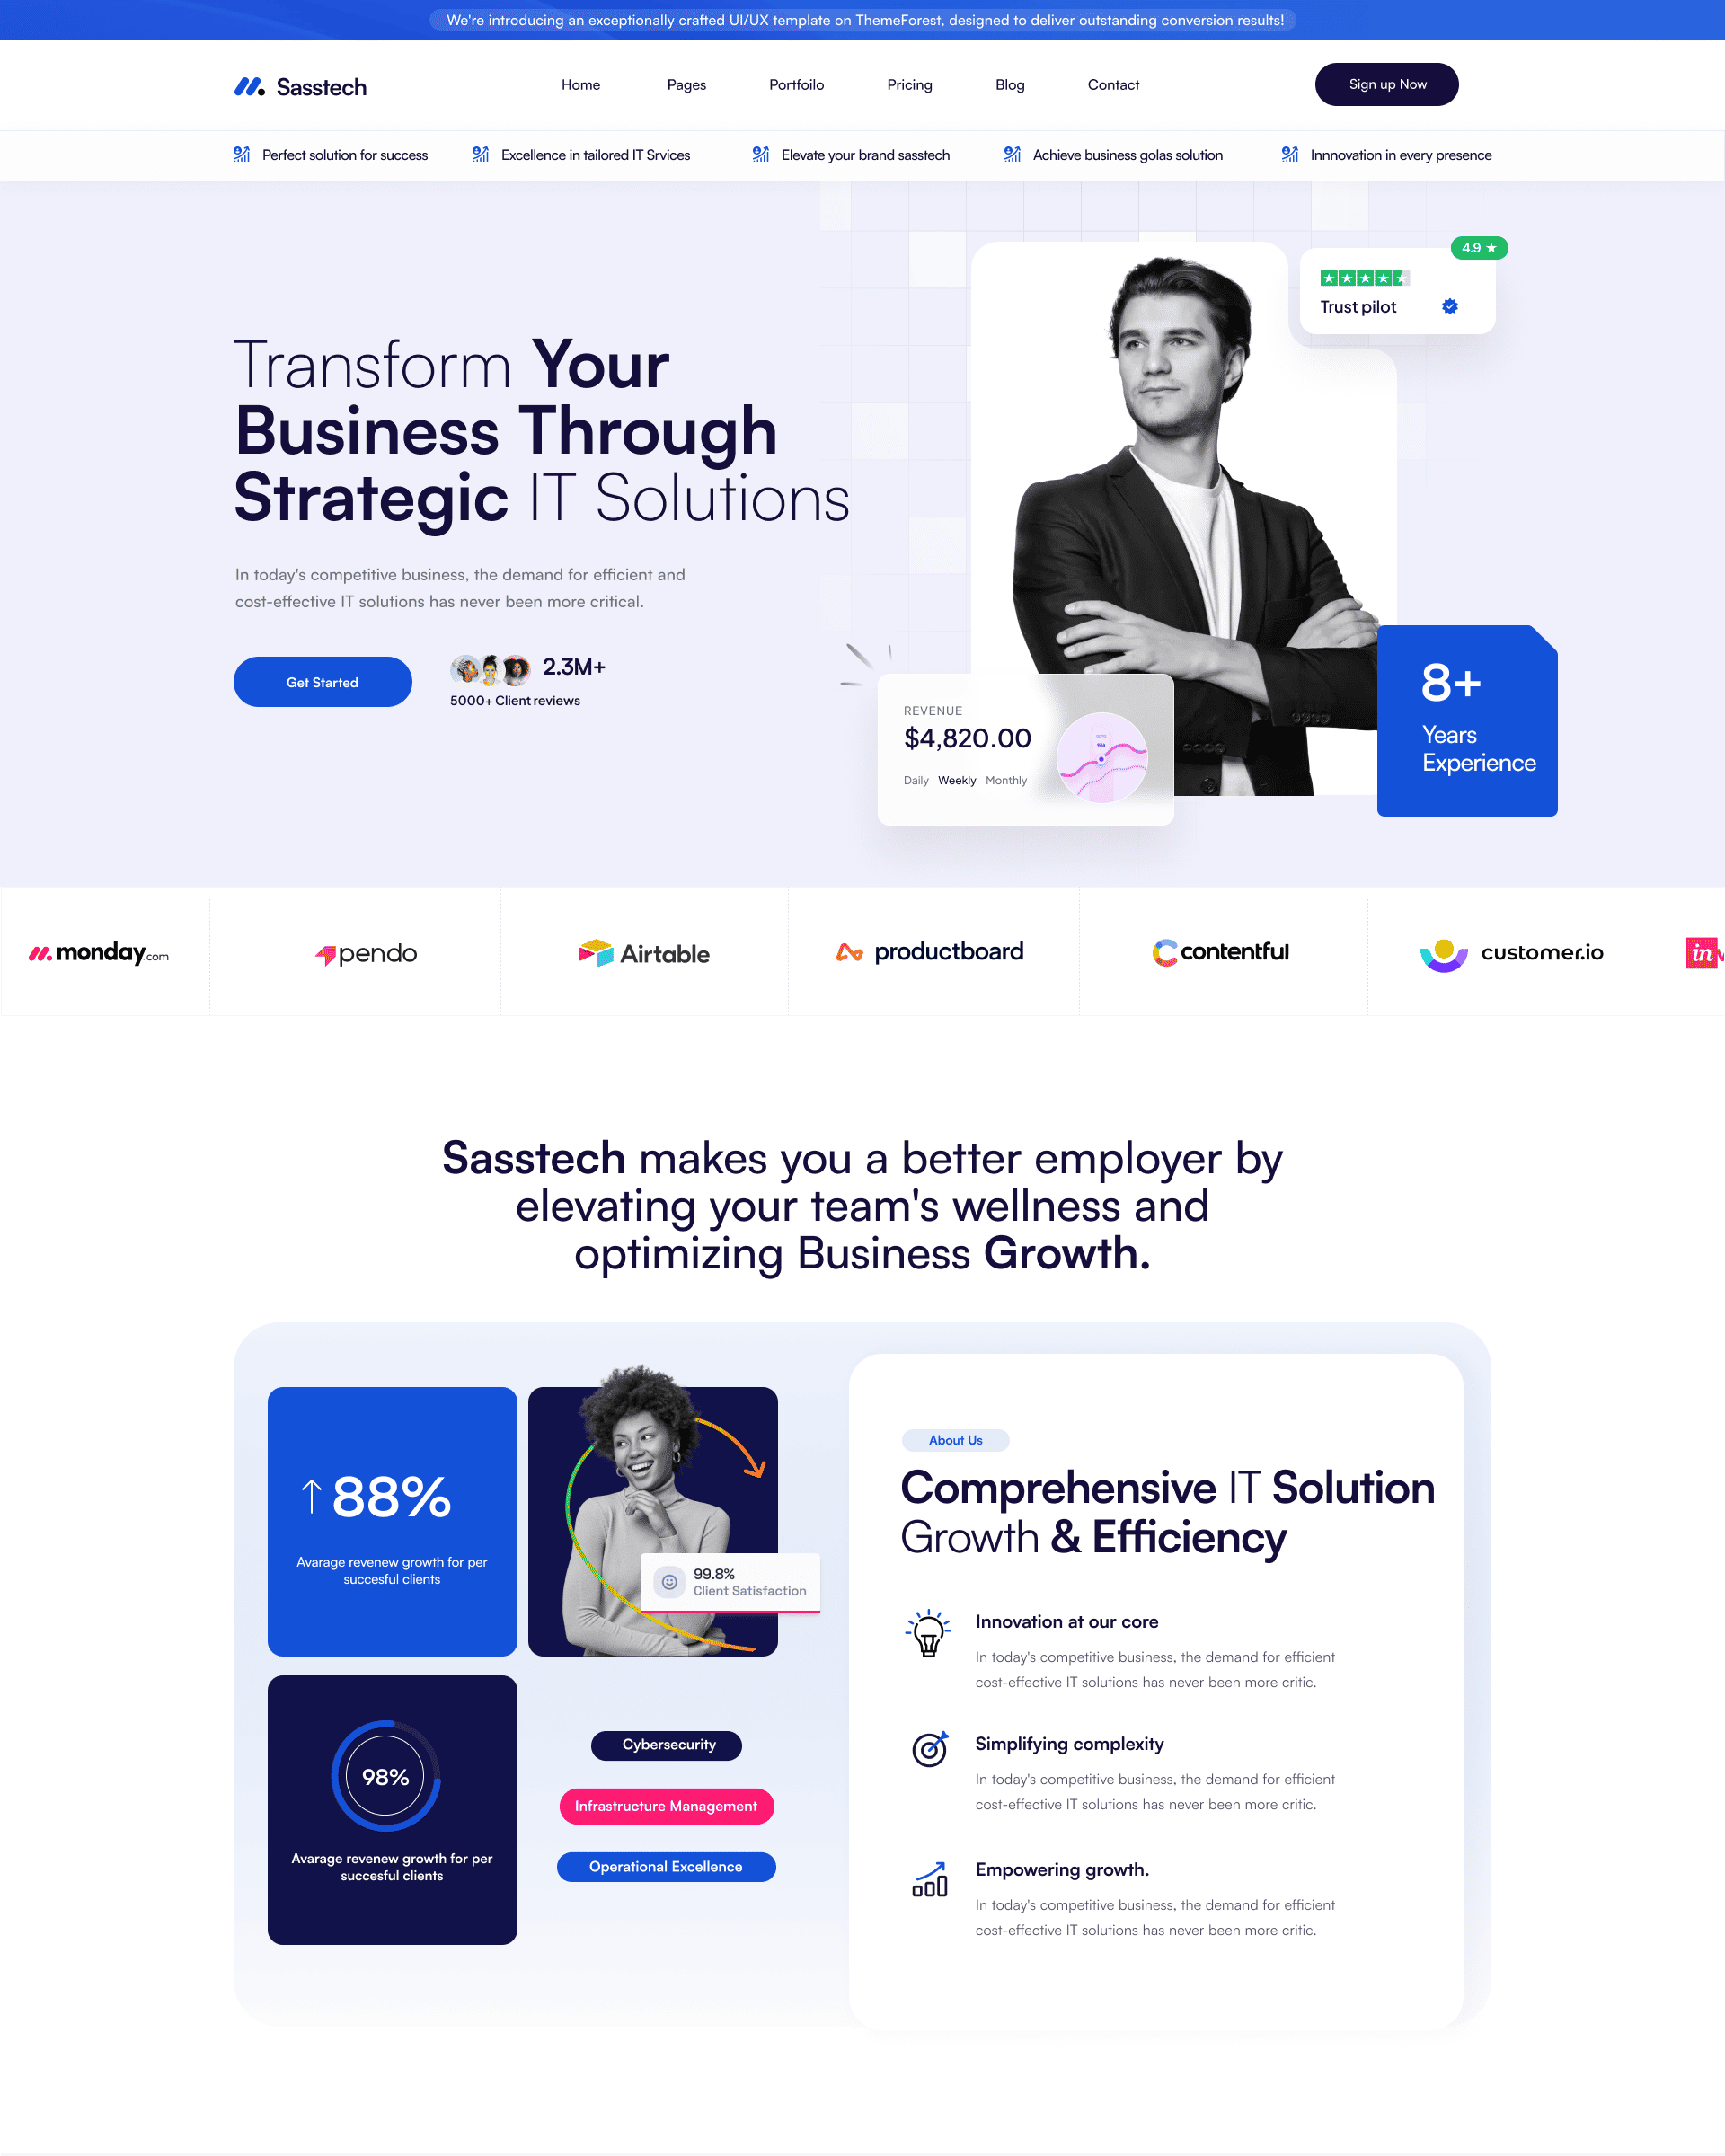 We're introducing an exceptionally crafted UI/UX template on ThemeForest, designed to deliver outstanding conversion results!
Sasstech
Home
Pages
Portfoilo
Pricing
Blog
Contact
Sign up Now
Perfect solution for success
Excellence in tailored IT Srvices
Elevate your brand sasstech
Achieve business golas solution
Innnovation in every presence
Transform Your
Business Through
Strategic IT Solutions
In today's competitive business, the demand for efficient and
cost-effective IT solutions has never been more critical.
Get Started
2.3M+
5000+ Client reviews
4.9 ★
Trust pilot
REVENUE
$4,820.00
Daily Weekly Monthly
8+
Years
Experience
monday.com
pendo
Airtable
productboard
contentful
customer.io
in
Sasstech makes you a better employer by
elevating your team's wellness and
optimizing Business Growth.
↑88%
Avarage revenew growth for per
succesful clients
99.8%
Client Satisfaction
98%
Avarage revenew growth for per
succesful clients
Cybersecurity
Infrastructure Management
Operational Excellence
About Us
Comprehensive IT Solution
Growth & Efficiency
Innovation at our core
In today's competitive business, the demand for efficient
cost-effective IT solutions has never been more critic.
Simplifying complexity
In today's competitive business, the demand for efficient
cost-effective IT solutions has never been more critic.
Empowering growth.
In today's competitive business, the demand for efficient
cost-effective IT solutions has never been more critic.